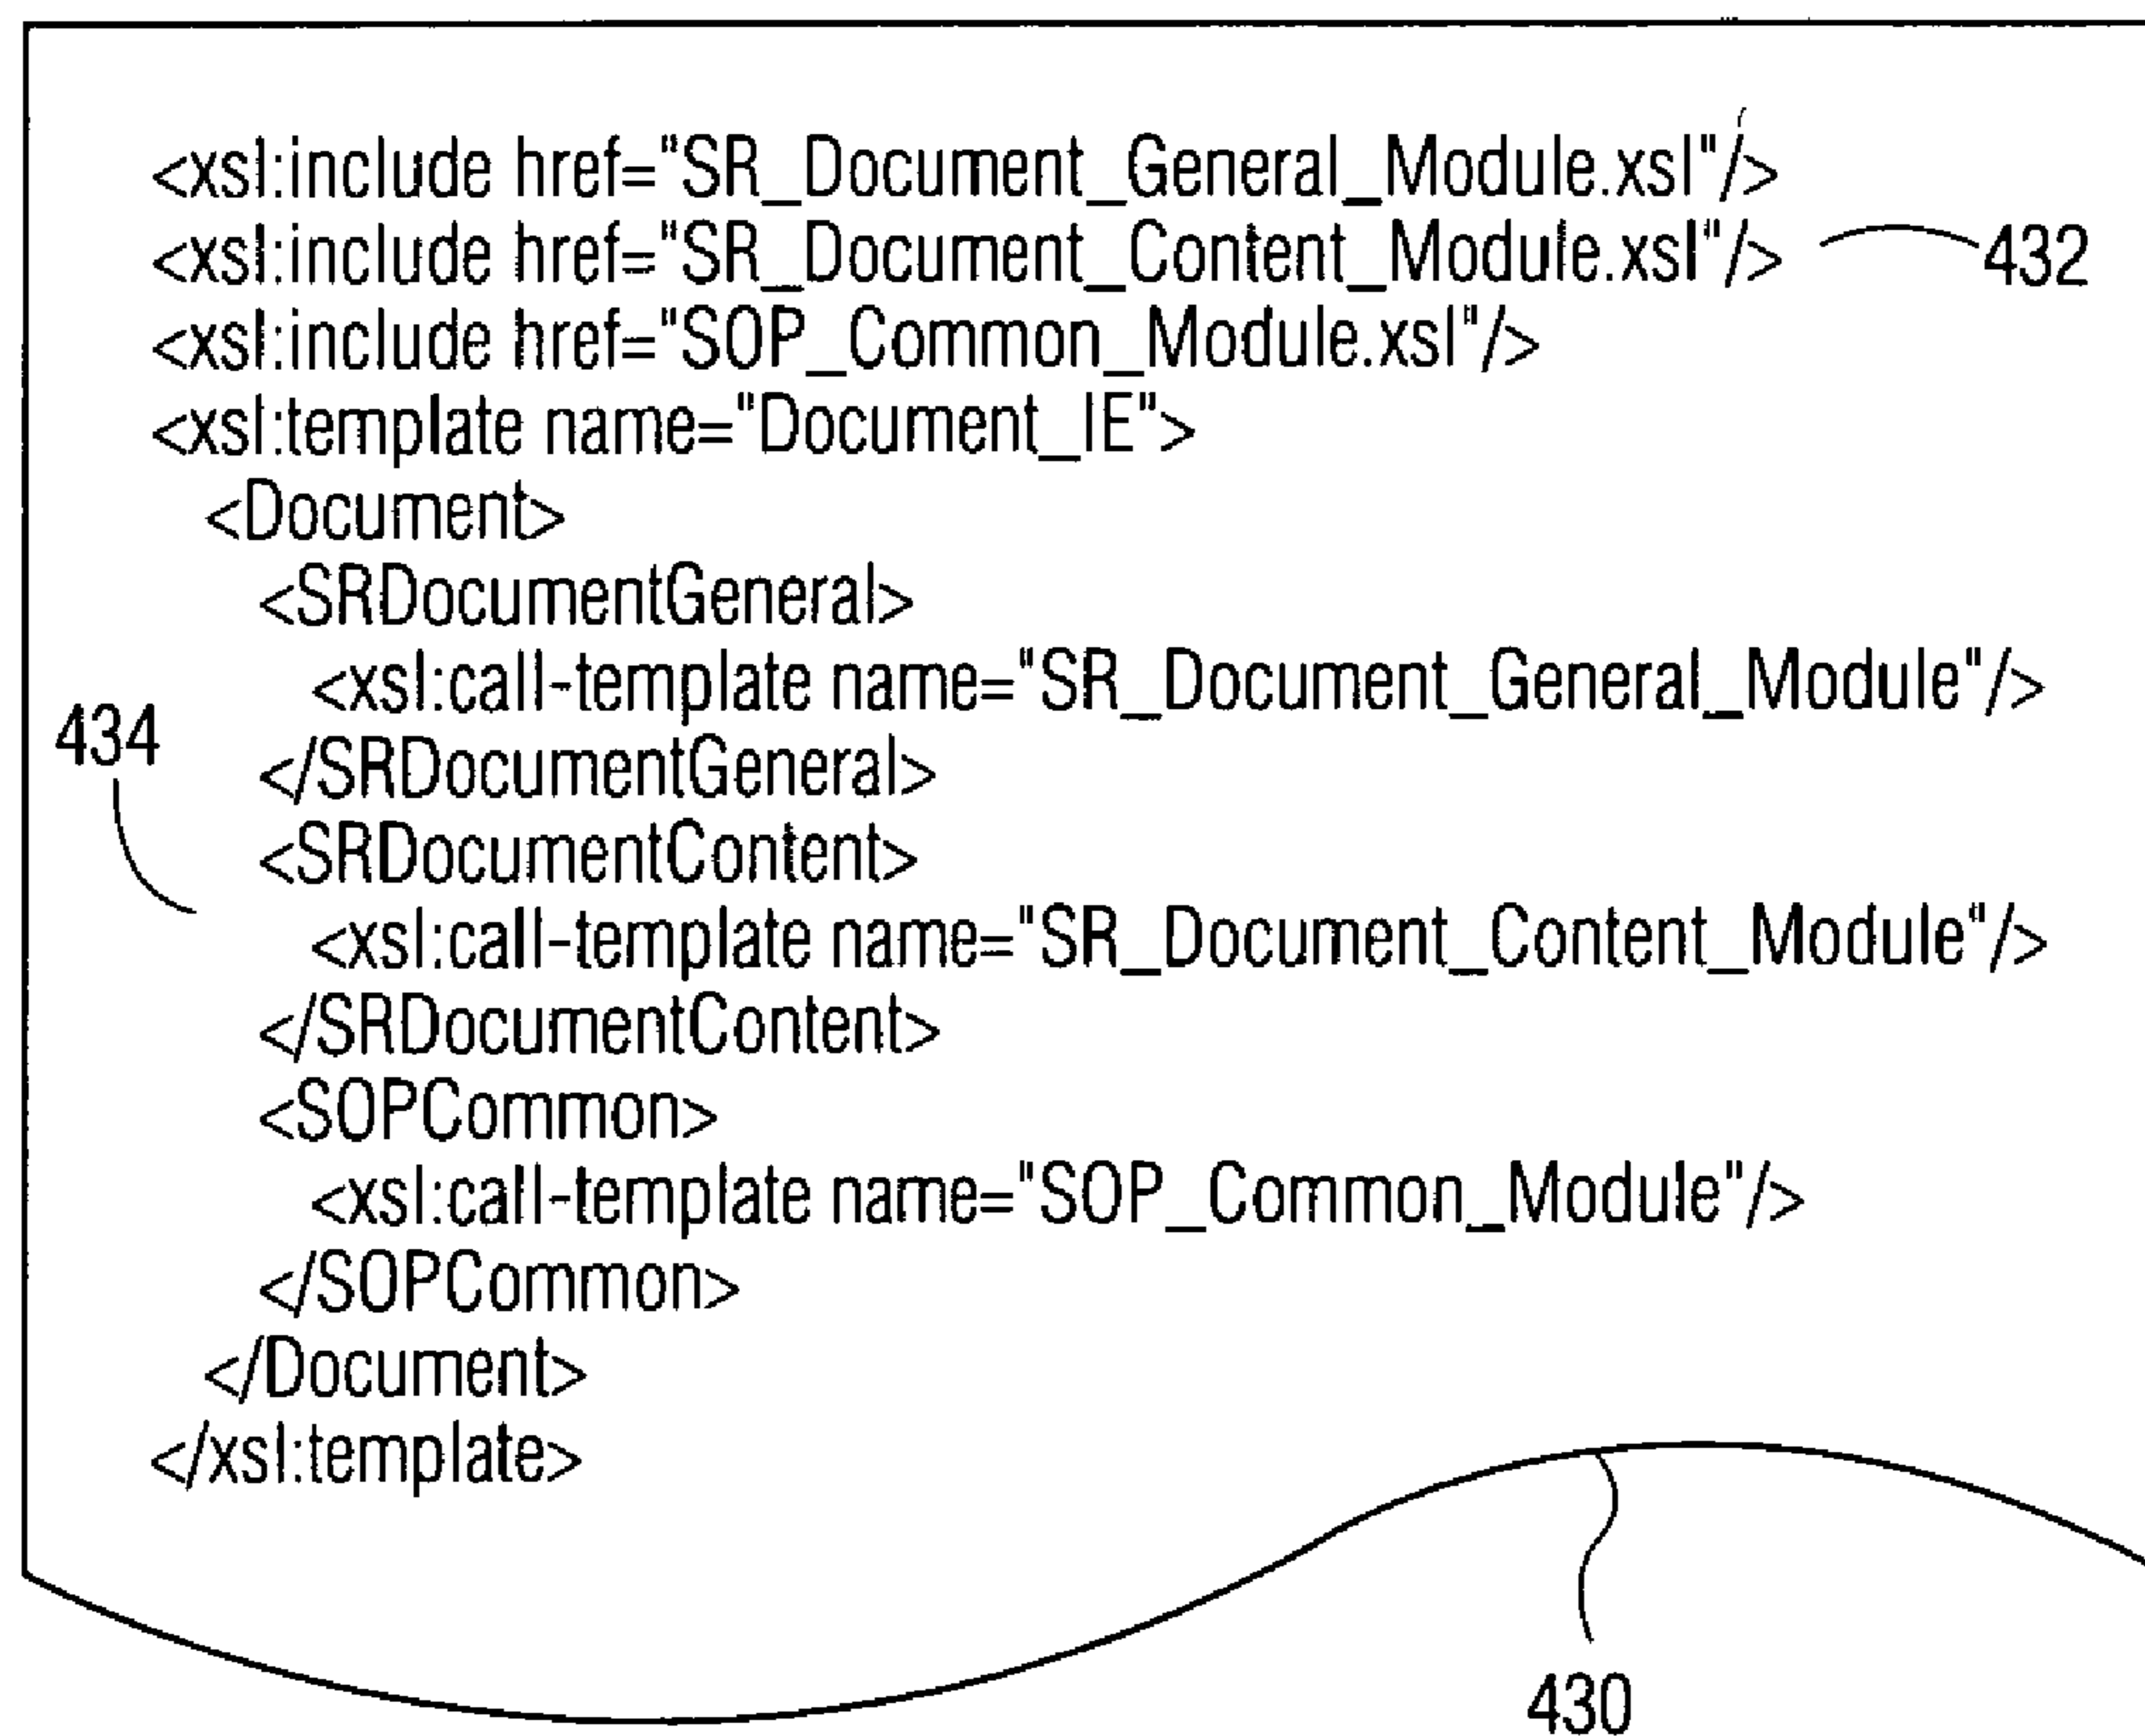 <xsl:include href="SR_Document_General_Module.xsl"/>
<xsl:include href="SR_Document_Content_Module.xsl"/> 432
<xsl:include href="SOP_Common_Module.xsl"/>
<xsl:template name="Document_IE">
<Document>
<SRDocumentGeneral>
<xsl:call-template name="SR_Document_General_Module"/>
434
</SRDocumentGeneral>
<SRDocumentContent>
<xsl:call-template name="SR_Document_Content_Module"/>
</SRDocumentContent>
<SOPCommon>
<xsl:call-template name="SOP_Common_Module"/>
</SOPCommon>
</Document>
</xsl:template>
430